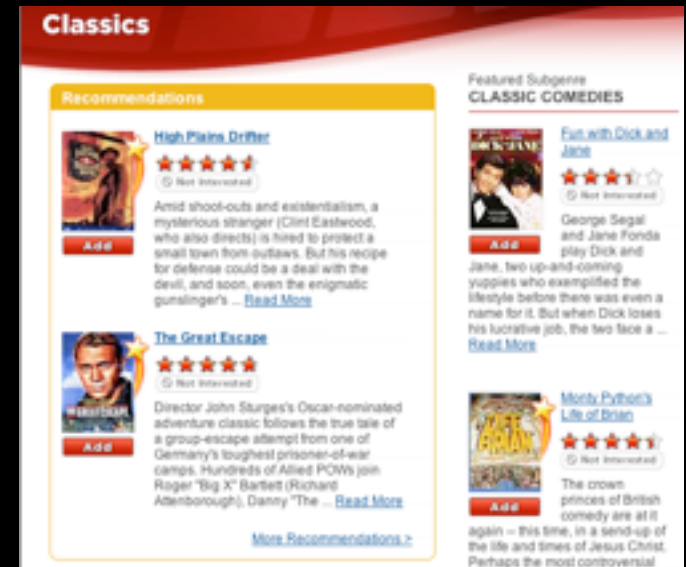 Classics
Recommendations
High Plains Drifter
Not Interested
Amid shoot-outs and existentialism, a
mysterious stranger (Clint Eastwood,
who also directs) is hired to protect a
small town from outlaws. But his recipe
for defense could be a deal with the
devil, and soon, even the enigmatic
gunslinger's ... Read More
Add
The Great Escape
Not Interested
Director John Sturges's Oscar-nominated
adventure classic follows the true tale of
a group-escape attempt from one of
Germany's toughest prisoner-of-war
camps. Hundreds of Allied POWs join
Roger "Big X" Bartlett (Richard
Attenborough), Danny "The ... Read More
THE GREAT ESCAPE
Add
More Recommendations >
Featured Subgenre
CLASSIC COMEDIES
Fun with Dick and
Jane
Not Interested
DICK JANE
Add
George Segal
and Jane Fonda
play Dick and
Jane, two up-and-coming
yuppies who exemplified the
lifestyle before there was even a
name for it. But when Dick loses
his lucrative job, the two face a ...
Read More
Monty Python's
Life of Brian
Not Interested
LIFE OF BRIAN
Add
The crown
princes of British
comedy are at it
again -- this time, in a send-up of
the life and times of Jesus Christ.
Perhaps the most controversial